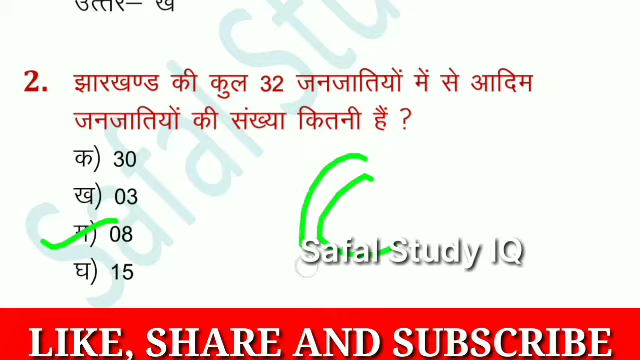 उत्तर– ख
2. झारखण्ड की कुल 32 जनजातियों में से आदिम
जनजातियों की संख्या कितनी हैं ?
क) 30
ख) 03
ग) 08
घ) 15
Safal Study IQ
LIKE, SHARE AND SUBSCRIBE